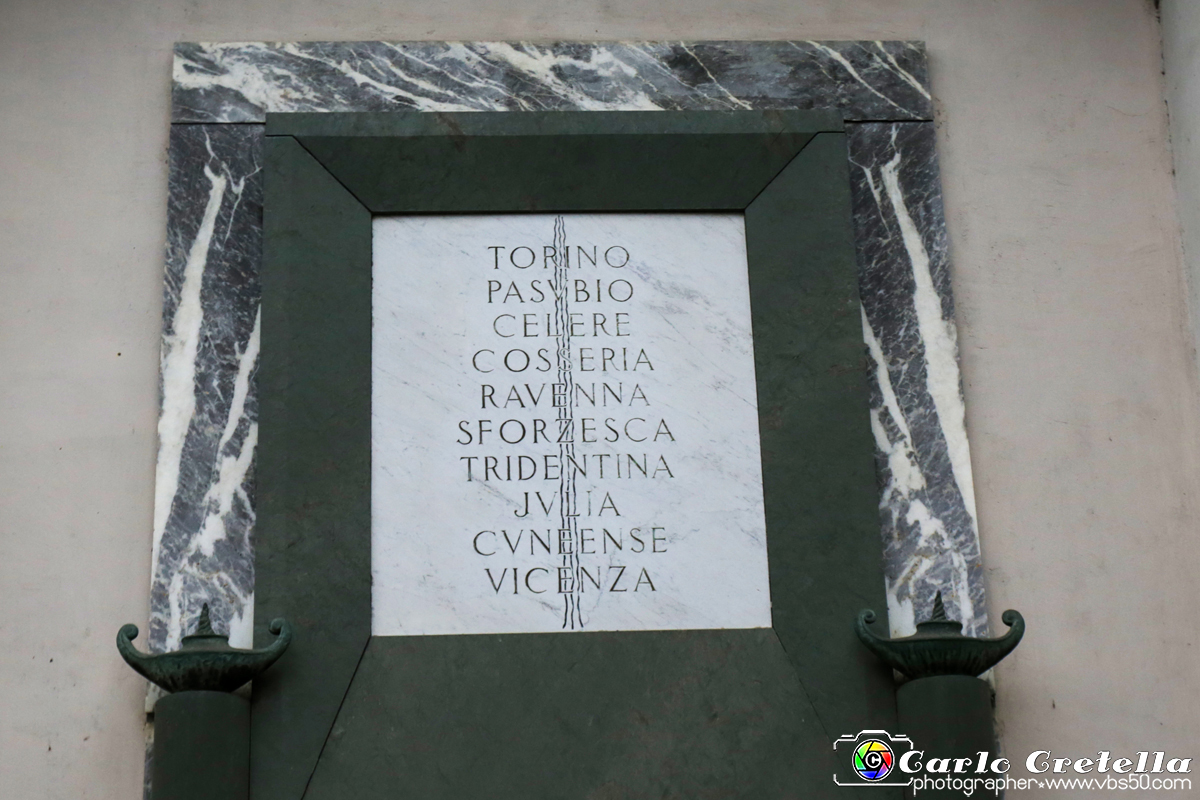 TORINO
PASVBIO
CELERE
COSSERIA
RAVENNA
SFORZESCA
TRIDENTINA
JVLIA
CVNEENSE
VICENZA
C
Carlo Cretella
photographer★www.vbs50.com